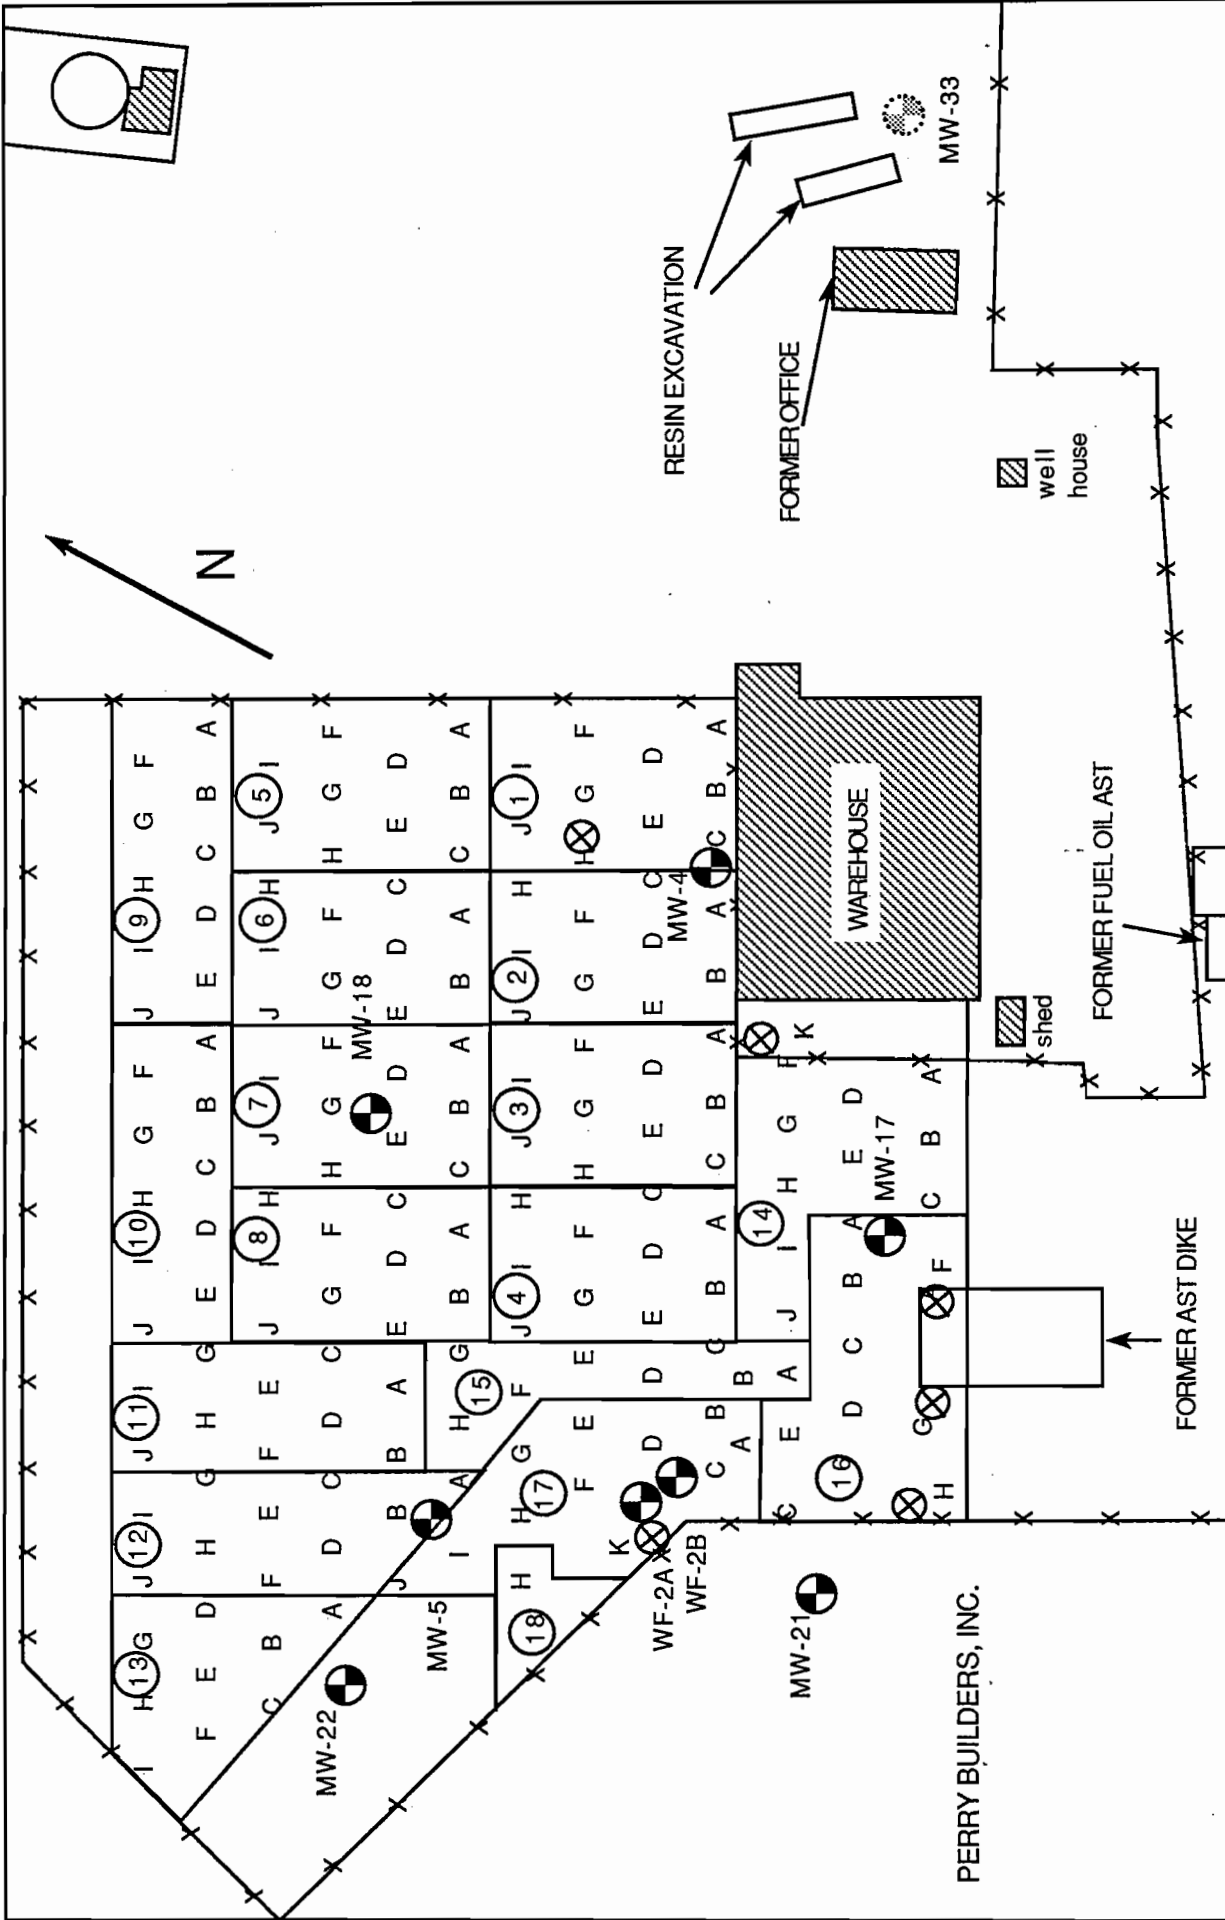 N
I H 13 G
F E D
C B A
J 12 I
H G
F E
D C
B
A
J 11 I
H G
F E
D C
B A
J I 10 H G F
E D C B A
J I 9 H G F
E D C B A
J I 8 H
G F
E D C
B A
J 7 I
H G F
E D
C B A
MW-18
J I 6 H
G F
E D C
B A
J 5 I
H G F
E D
C B A
J 4 I H
G F
E D C
B A
J 3 I
H G F
E D
C B A
J 2 I H
G F
E D C
B A
MW-4
J 1 I
H G F
E D
C B A
MW-22
MW-5
J
I H G
15 F
E
D
C
B
A
18 H
H G
17
F E
K D
C B
A
WF-2A
WF-2B
J I 14 H G F
E D
C B A
K
MW-17
C E
D C B A
16
G F
H
MW-21
PERRY BUILDERS, INC.
WAREHOUSE
shed
FORMER AST DIKE
FORMER FUEL OIL AST
RESIN EXCAVATION
FORMER OFFICE
MW-33
well
house